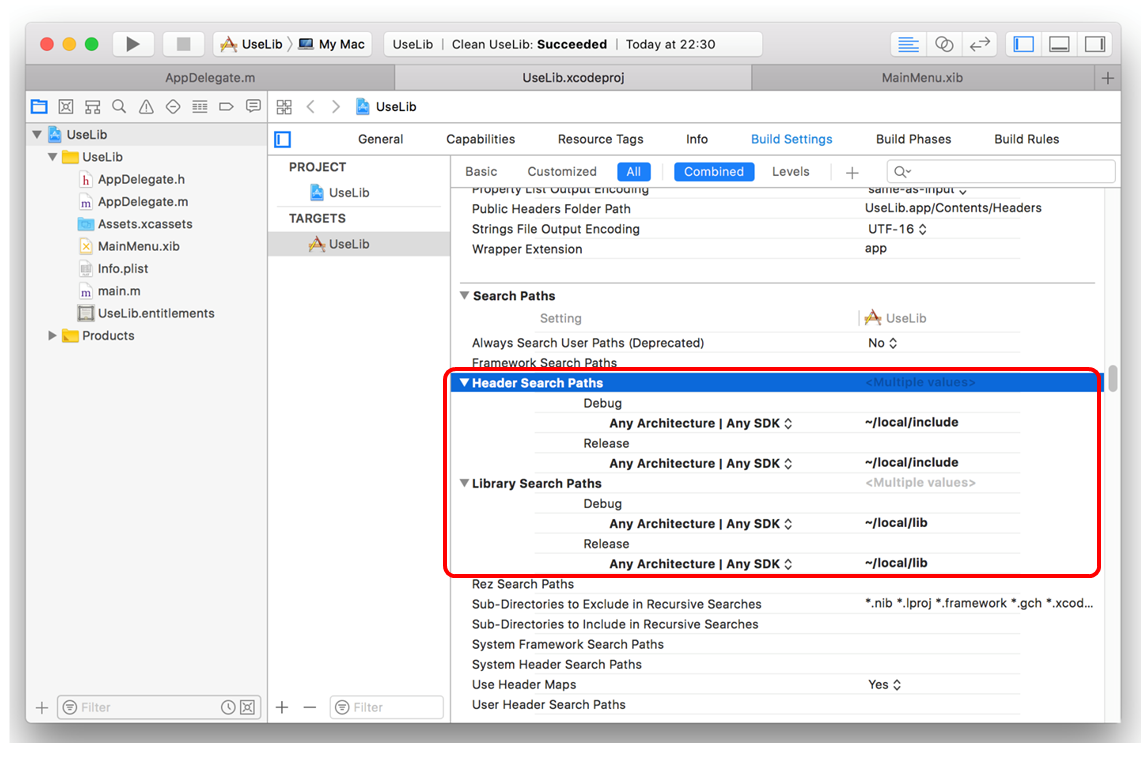 UseLib My Mac UseLib | Clean UseLib: Succeeded | Today at 22:30
AppDelegate.m UseLib.xcodeproj MainMenu.xib
UseLib
UseLib
UseLib
AppDelegate.h
AppDelegate.m
Assets.xcassets
MainMenu.xib
Info.plist
main.m
UseLib.entitlements
Products
Filter
General Capabilities Resource Tags Info Build Settings Build Phases Build Rules
PROJECT
UseLib
TARGETS
UseLib
Filter
Basic Customized All Combined Levels
Property List Output Encoding same-as-input
Public Headers Folder Path UseLib.app/Contents/Headers
Strings File Output Encoding UTF-16
Wrapper Extension app
Search Paths
Setting UseLib
Always Search User Paths (Deprecated) No
Framework Search Paths
Header Search Paths <Multiple values>
Debug
Any Architecture | Any SDK ~/local/include
Release
Any Architecture | Any SDK ~/local/include
Library Search Paths <Multiple values>
Debug
Any Architecture | Any SDK ~/local/lib
Release
Any Architecture | Any SDK ~/local/lib
Rez Search Paths
Sub-Directories to Exclude in Recursive Searches *.nib *.lproj *.framework *.gch *.xcod...
Sub-Directories to Include in Recursive Searches
System Framework Search Paths
System Header Search Paths
Use Header Maps Yes
User Header Search Paths